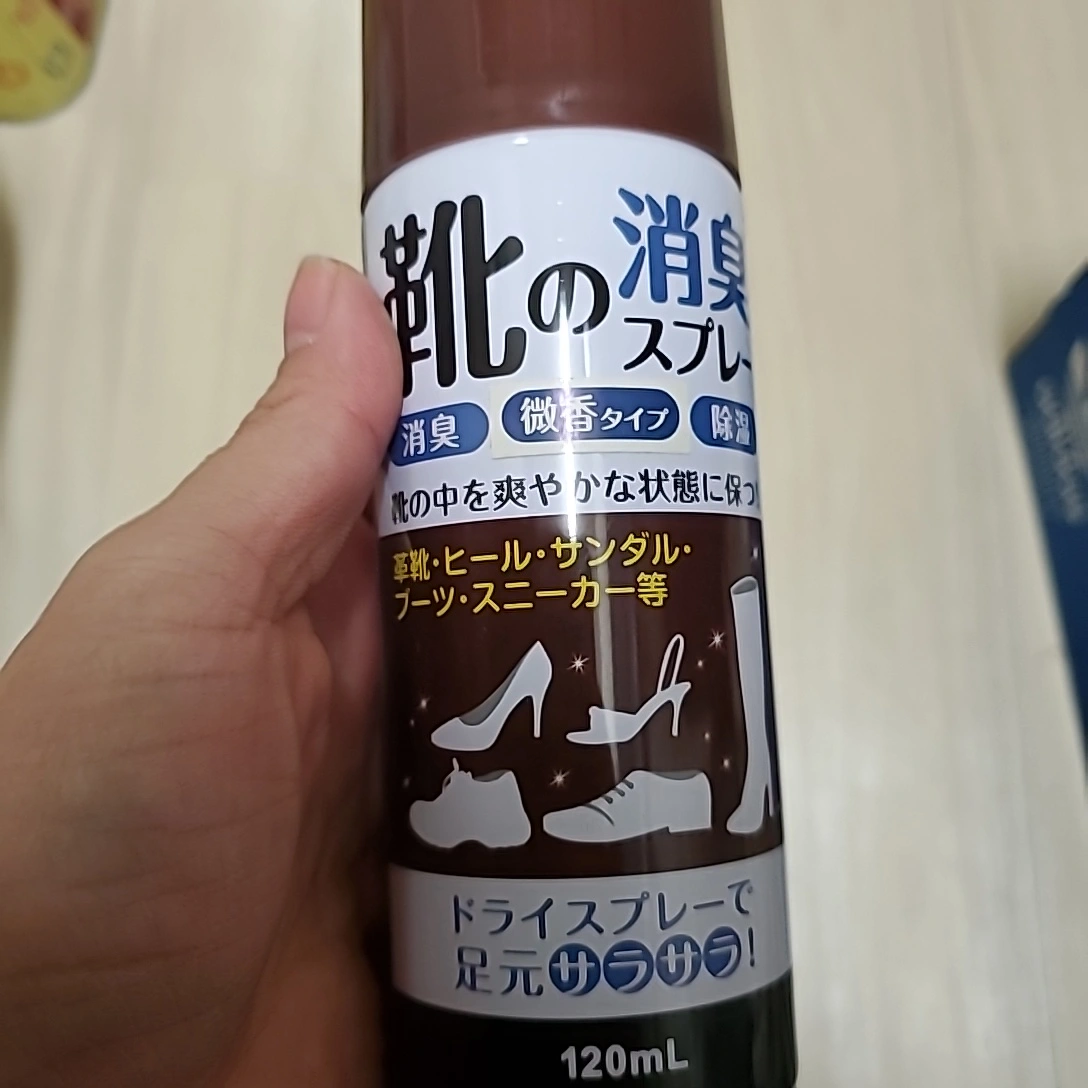 靴の消臭
スプレー
消臭 微香タイプ 除湿
靴の中を爽やかな状態に保つ
革靴・ヒール・サンダル・
ブーツ・スニーカー等
ドライスプレーで
足元サラサラ!
120mL